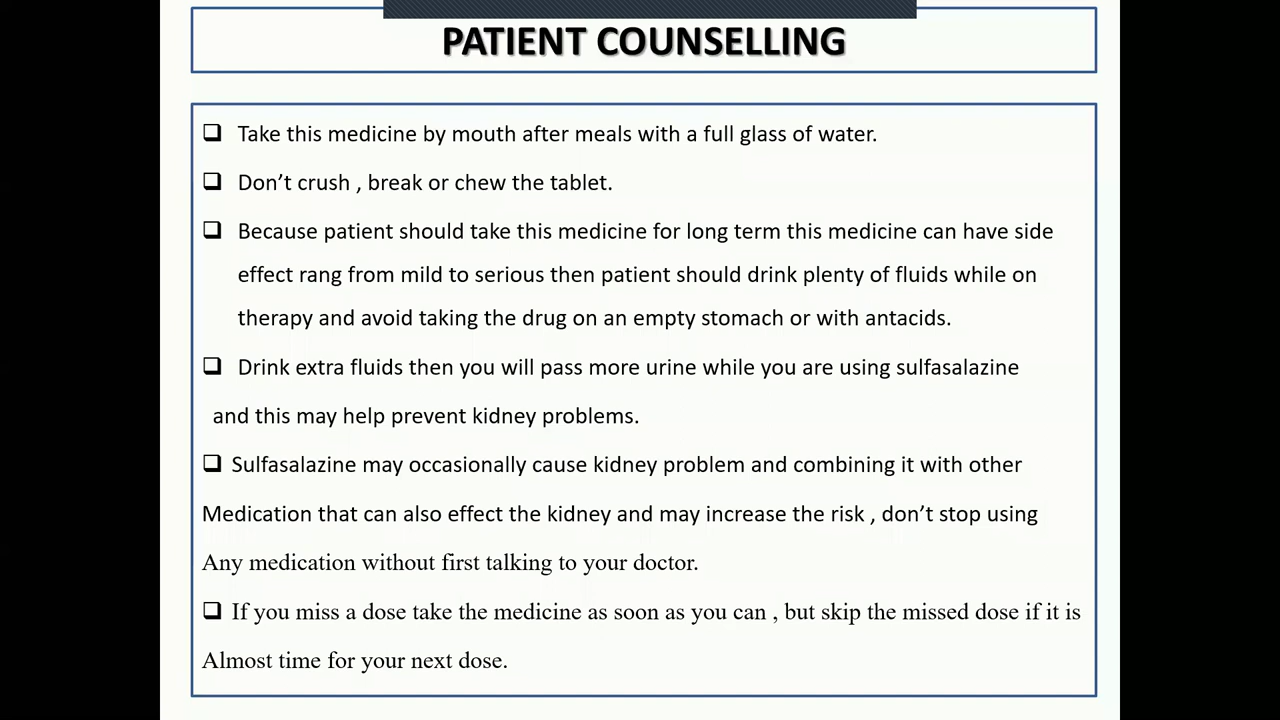 PATIENT COUNSELLING
❑ Take this medicine by mouth after meals with a full glass of water.
❑ Don’t crush , break or chew the tablet.
❑ Because patient should take this medicine for long term this medicine can have side
effect rang from mild to serious then patient should drink plenty of fluids while on
therapy and avoid taking the drug on an empty stomach or with antacids.
❑ Drink extra fluids then you will pass more urine while you are using sulfasalazine
and this may help prevent kidney problems.
❑ Sulfasalazine may occasionally cause kidney problem and combining it with other
Medication that can also effect the kidney and may increase the risk , don’t stop using
Any medication without first talking to your doctor.
❑ If you miss a dose take the medicine as soon as you can , but skip the missed dose if it is
Almost time for your next dose.